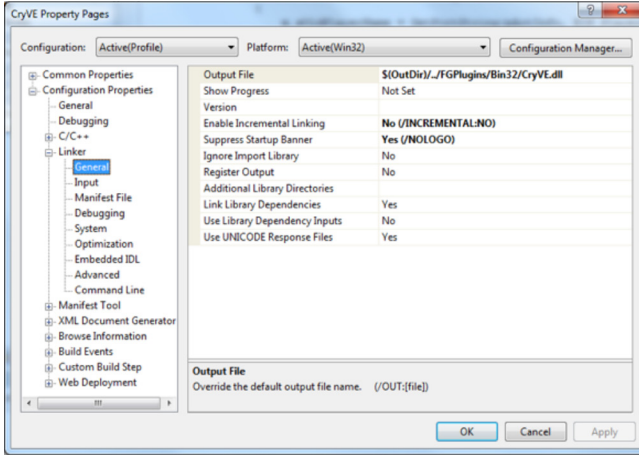 CryVE Property Pages
Configuration: Active(Profile) Platform: Active(Win32) Configuration Manager...
Common Properties
Configuration Properties
General
Debugging
C/C++
Linker
General
Input
Manifest File
Debugging
System
Optimization
Embedded IDL
Advanced
Command Line
Manifest Tool
XML Document Generator
Browse Information
Build Events
Custom Build Step
Web Deployment
Output File $(OutDir)/../FGPlugins/Bin32/CryVE.dll
Show Progress Not Set
Version
Enable Incremental Linking No (/INCREMENTAL:NO)
Suppress Startup Banner Yes (/NOLOGO)
Ignore Import Library No
Register Output No
Additional Library Directories
Link Library Dependencies Yes
Use Library Dependency Inputs No
Use UNICODE Response Files Yes
Output File
Override the default output file name. (/OUT:[file])
OK Cancel Apply